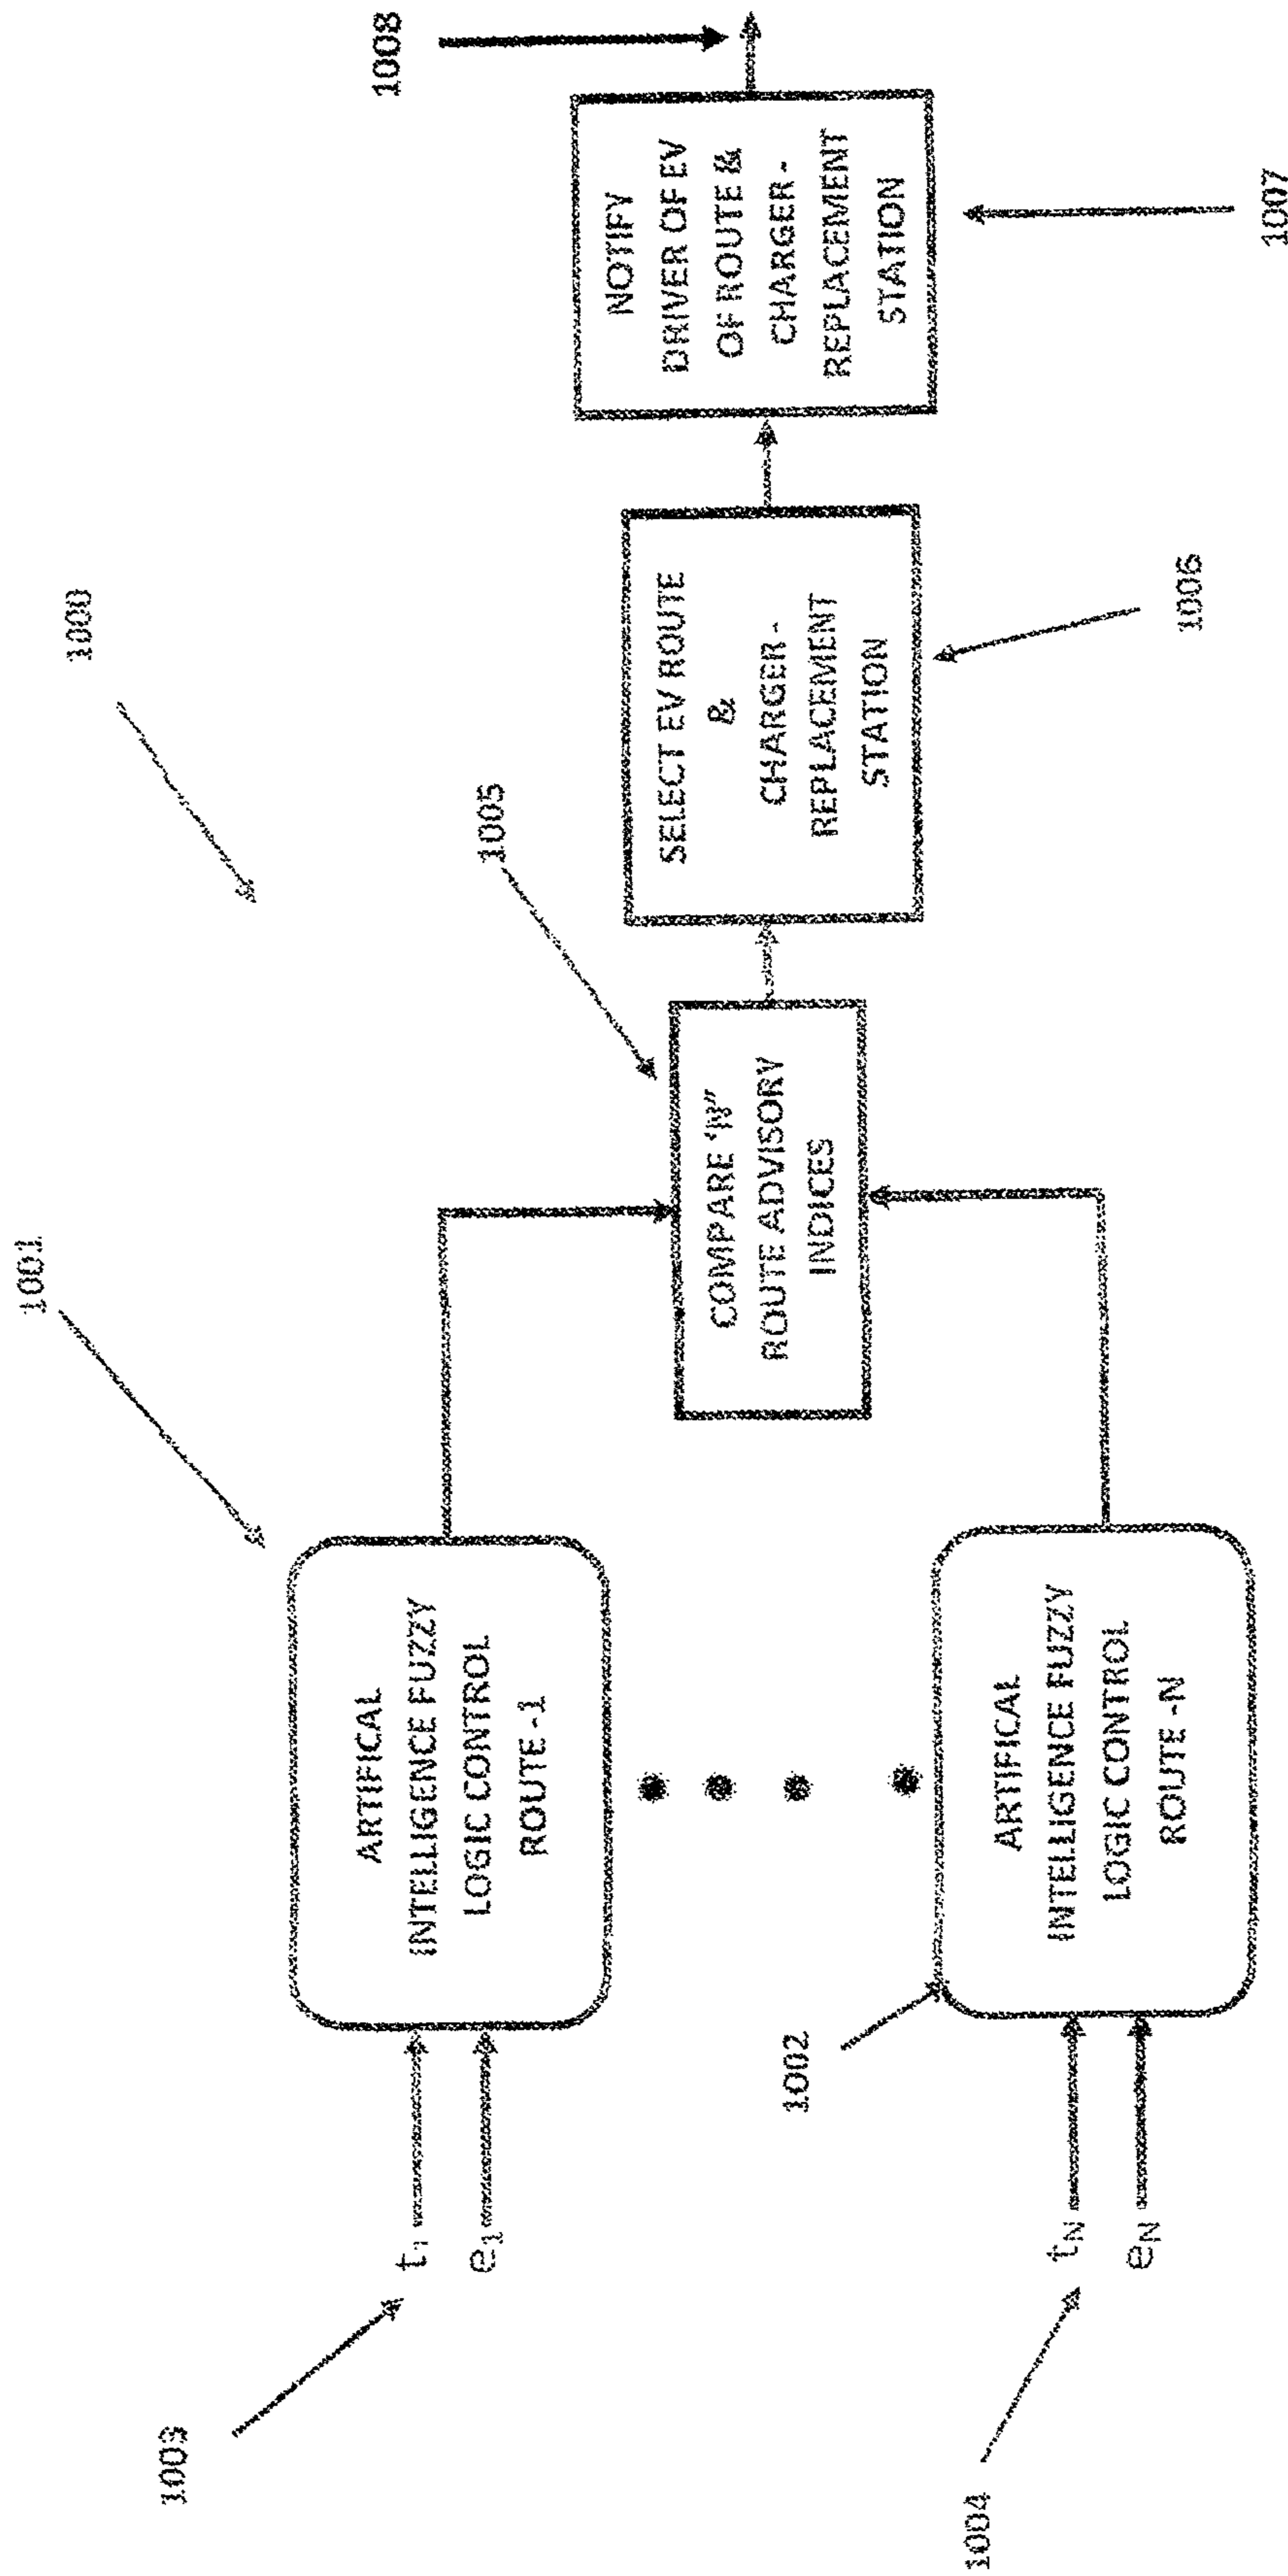 1000
1001
1003
t₁
e₁
ARTIFICAL
INTELLIGENCE FUZZY
LOGIC CONTROL
ROUTE -1
1002
1004
tN
eN
ARTIFICAL
INTELLIGENCE FUZZY
LOGIC CONTROL
ROUTE -N
1005
COMPARE 'N"
ROUTE ADVISORY
INDICES
SELECT EV ROUTE
&
CHARGER -
REPLACEMENT
STATION
1006
NOTIFY
DRIVER OF EV
OF ROUTE &
CHARGER -
REPLACEMENT
STATION
1007
1008